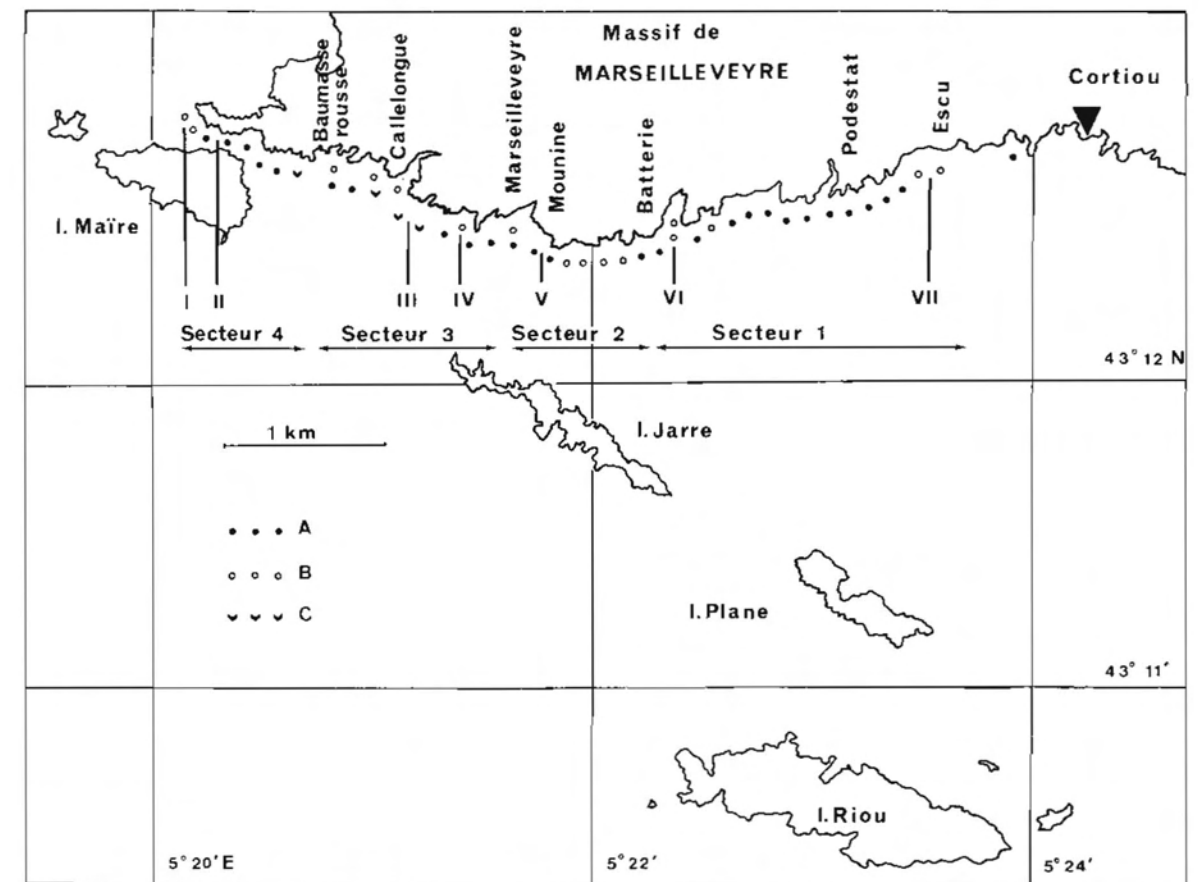 Massif de
MARSEILLEVEYRE
Baumasse
rousse
Callelongue
Marseilleveyre
Mounine
Batterie
Podestat
Escu
Cortiou
I. Maïre
I
II
III
IV
V
VI
VII
Secteur 4
Secteur 3
Secteur 2
Secteur 1
43° 12 N
1 km
I. Jarre
A
B
C
I. Plane
43° 11′
I. Riou
5° 20′ E
5° 22′
5° 24′